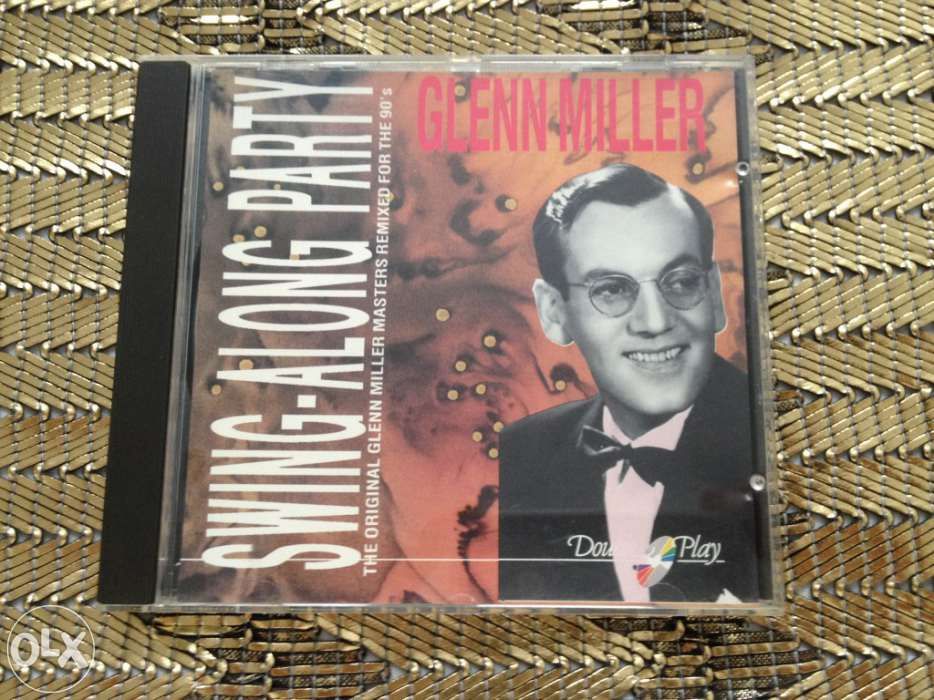 GLENN MILLER
SWING-ALONG PARTY
THE ORIGINAL GLENN MILLER MASTERS REMIXED FOR THE 90's
Play
OLX